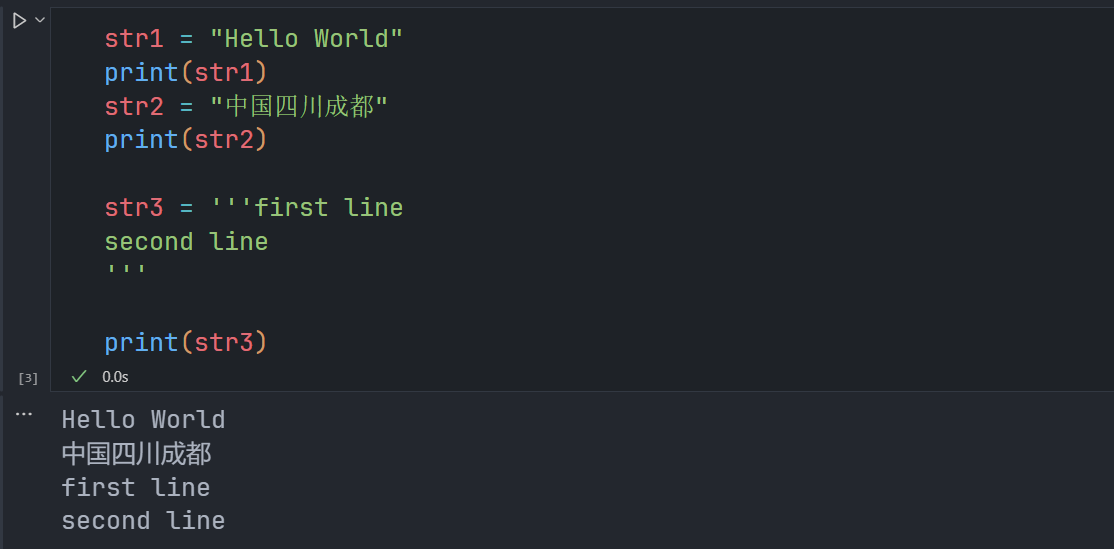 str1 = "Hello World"
print(str1)
str2 = "中国四川成都"
print(str2)
str3 = '''first line
second line
'''
print(str3)
[3]
0.0s
Hello World
中国四川成都
first line
second line